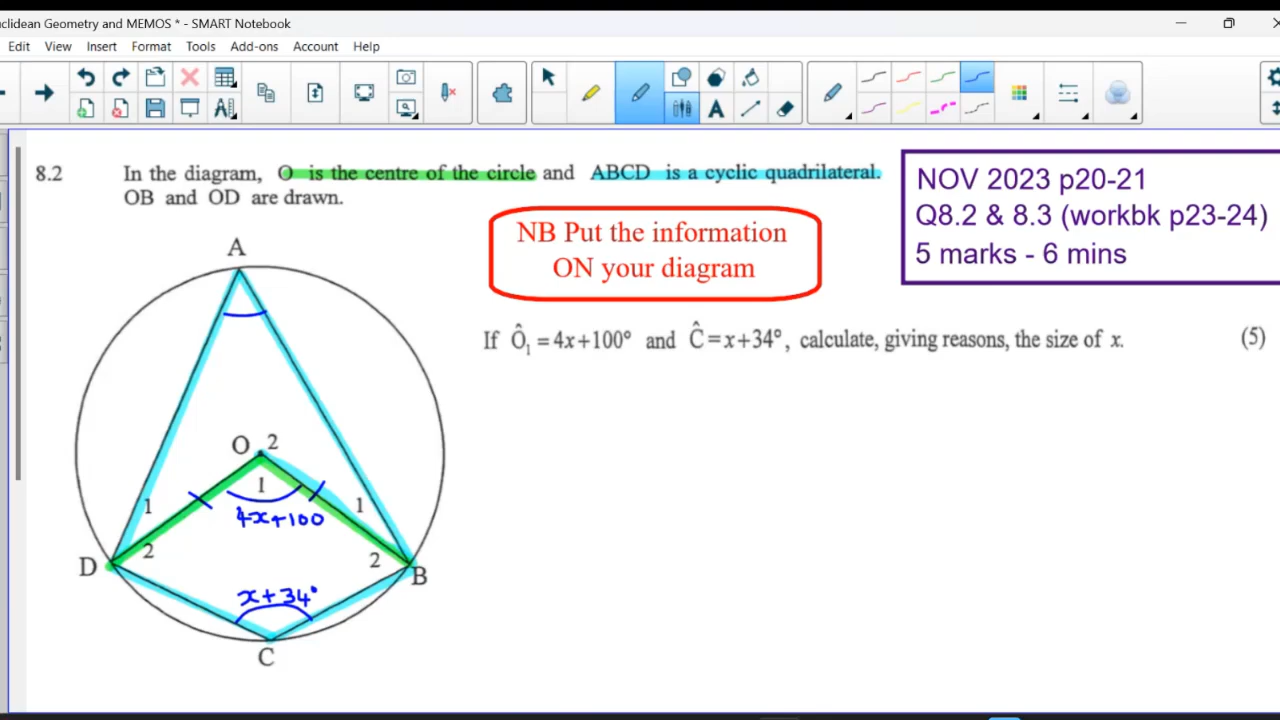 uclidean Geometry and MEMOS * - SMART Notebook
Edit View Insert Format Tools Add-ons Account Help
8.2 In the diagram, O is the centre of the circle and ABCD is a cyclic quadrilateral.
OB and OD are drawn.
NOV 2023 p20-21
Q8.2 & 8.3 (workbk p23-24)
5 marks - 6 mins
NB Put the information
ON your diagram
If Ô₁ = 4x+100° and Ĉ = x+34°, calculate, giving reasons, the size of x. (5)
A
O 2
1
1 1
4x+100
2 2
D B
x+34°
C